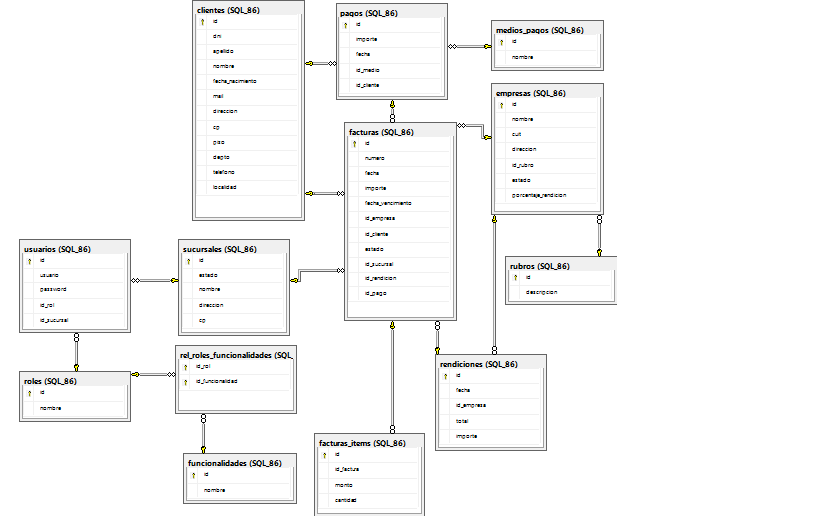 clientes (SQL_86)
id
dni
apellido
nombre
fecha_nacimiento
mail
direccion
cp
piso
depto
telefono
localidad
pagos (SQL_86)
id
importe
fecha
id_medio
id_cliente
medios_pagos (SQL_86)
id
nombre
empresas (SQL_86)
id
nombre
cuit
direccion
id_rubro
estado
porcentaje_rendicion
facturas (SQL_86)
id
numero
fecha
importe
fecha_vencimiento
id_empresa
id_cliente
estado
id_sucursal
id_rendicion
id_pago
usuarios (SQL_86)
id
usuario
password
id_rol
id_sucursal
sucursales (SQL_86)
id
estado
nombre
direccion
cp
rubros (SQL_86)
id
descripcion
roles (SQL_86)
id
nombre
rel_roles_funcionalidades (SQL_
id_rol
id_funcionalidad
rendiciones (SQL_86)
id
fecha
id_empresa
total
importe
funcionalidades (SQL_86)
id
nombre
facturas_items (SQL_86)
id
id_factura
monto
cantidad